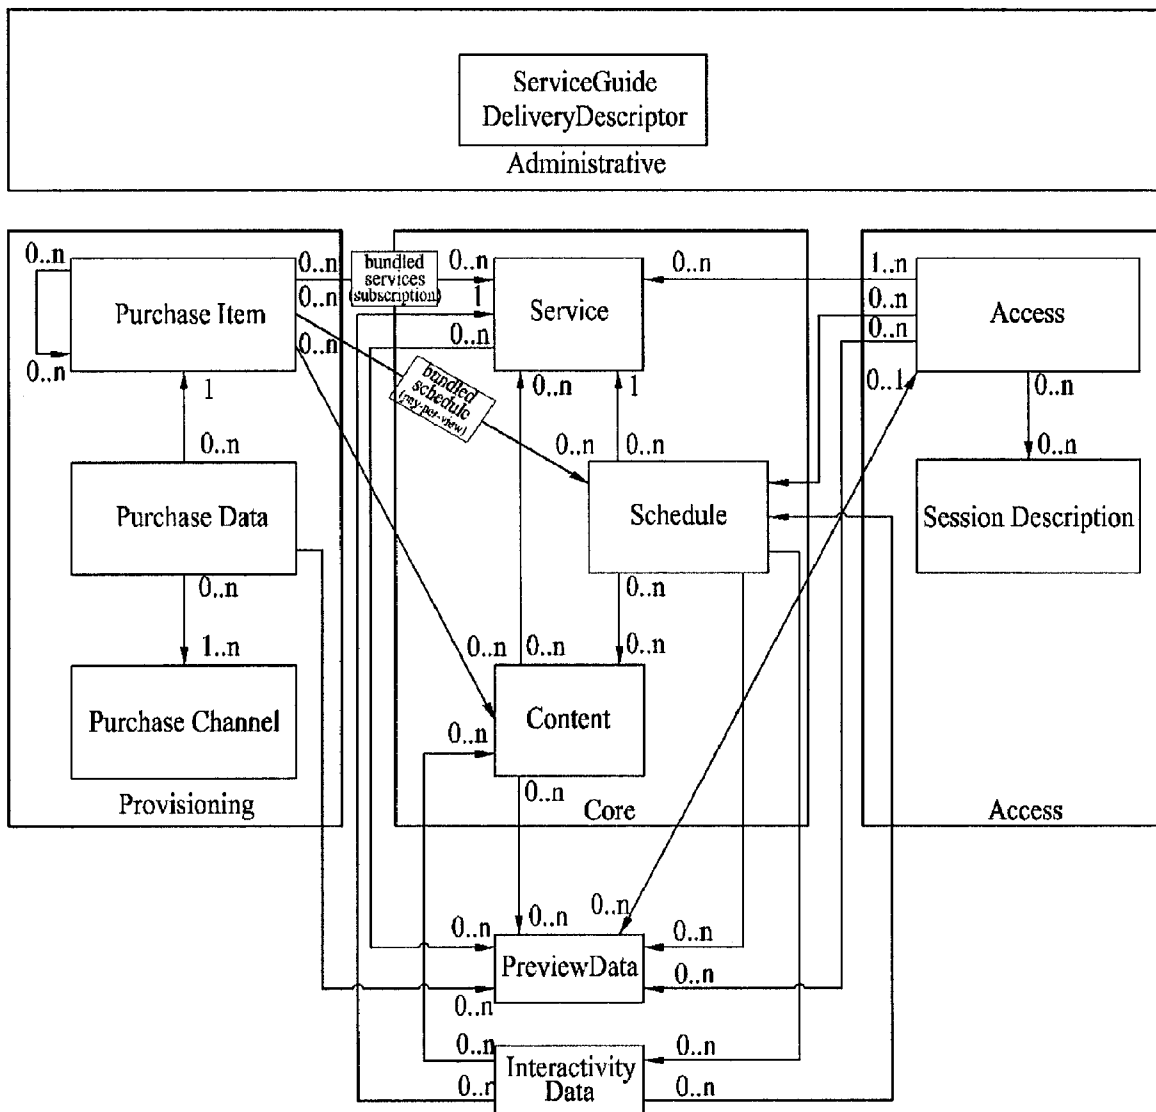 ServiceGuide
DeliveryDescriptor
Administrative
0..n
0..n
bundled
services
(subscription)
0..n
0..n
1..n
Purchase Item
0..n
1
Service
0..n
Access
0..n
0..n
0..n
0..n
bundled
schedule
(pay-per-view)
0..n
1
0..1
0..n
1
0..n
0..n
0..n
0..n
Purchase Data
Schedule
Session Description
0..n
0..n
1..n
0..n
0..n
0..n
Purchase Channel
Content
0..n
Provisioning
0..n
Core
Access
0..n
0..n
0..n
0..n
PreviewData
0..n
0..n
0..n
Interactivity
Data
0..n
0..n
0..n